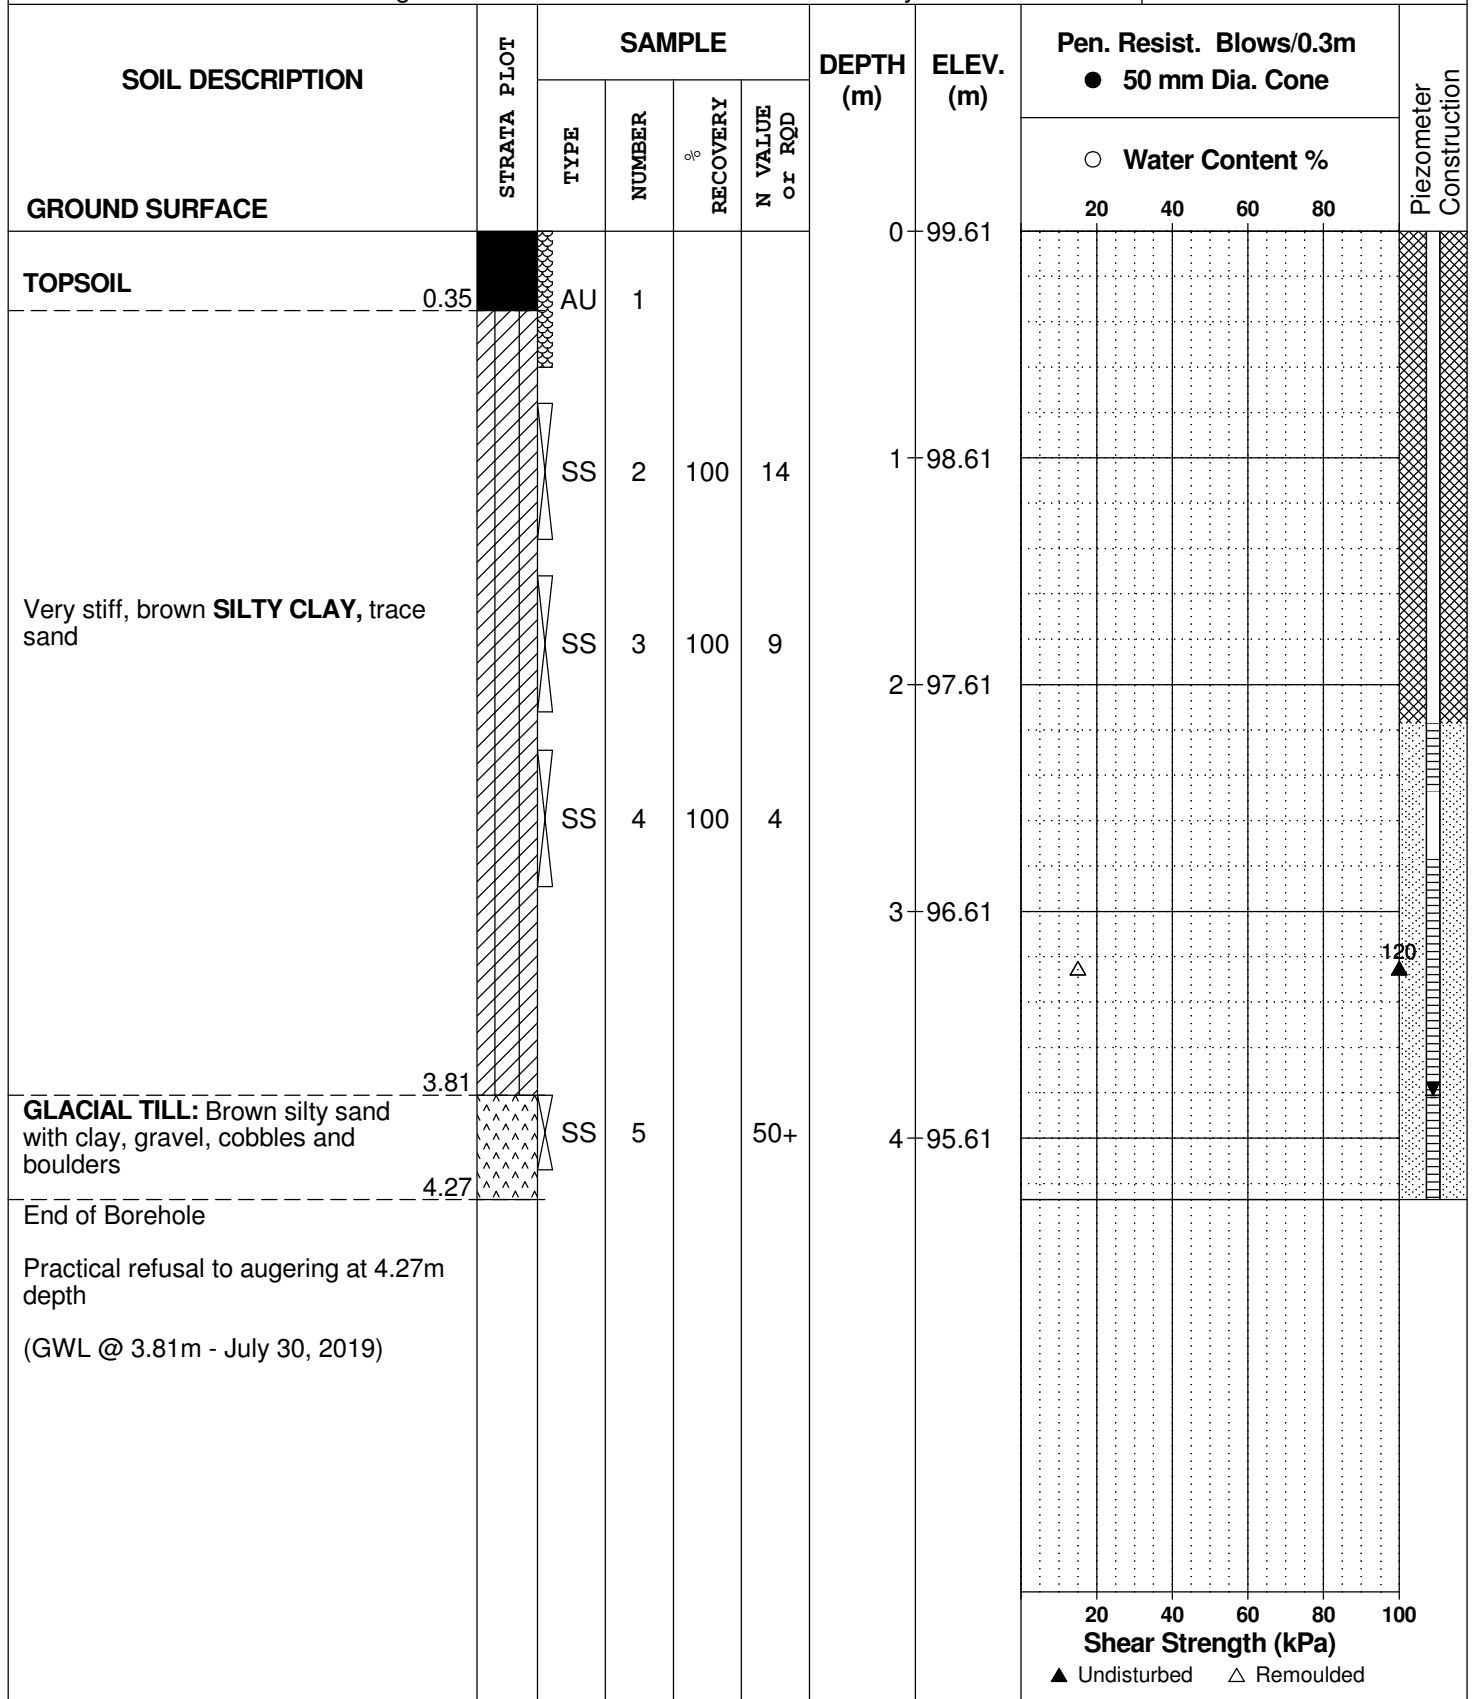 SOIL DESCRIPTION
GROUND SURFACE
STRATA PLOT
SAMPLE
TYPE
NUMBER
%
RECOVERY
N VALUE
or RQD
DEPTH
(m)
ELEV.
(m)
Pen. Resist. Blows/0.3m
● 50 mm Dia. Cone
○ Water Content %
20 40 60 80
Piezometer
Construction
0 99.61
TOPSOIL
0.35
AU 1
SS 2 100 14
1 98.61
Very stiff, brown SILTY CLAY, trace
sand
SS 3 100 9
2 97.61
SS 4 100 4
3 96.61
120
3.81
GLACIAL TILL: Brown silty sand
with clay, gravel, cobbles and
boulders
SS 5 50+
4 95.61
4.27
End of Borehole
Practical refusal to augering at 4.27m
depth
(GWL @ 3.81m - July 30, 2019)
20 40 60 80 100
Shear Strength (kPa)
▲ Undisturbed △ Remoulded